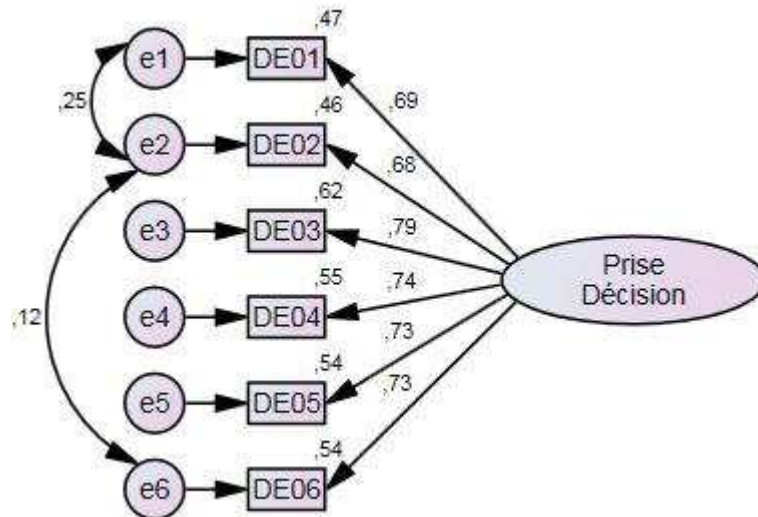 ,47
e1 DE01
,25 ,46 ,69
e2 DE02
,62 ,68
e3 DE03 ,79
Prise
Décision
,55 ,74
,12 e4 DE04
,54 ,73
e5 DE05 ,73
,54
e6 DE06